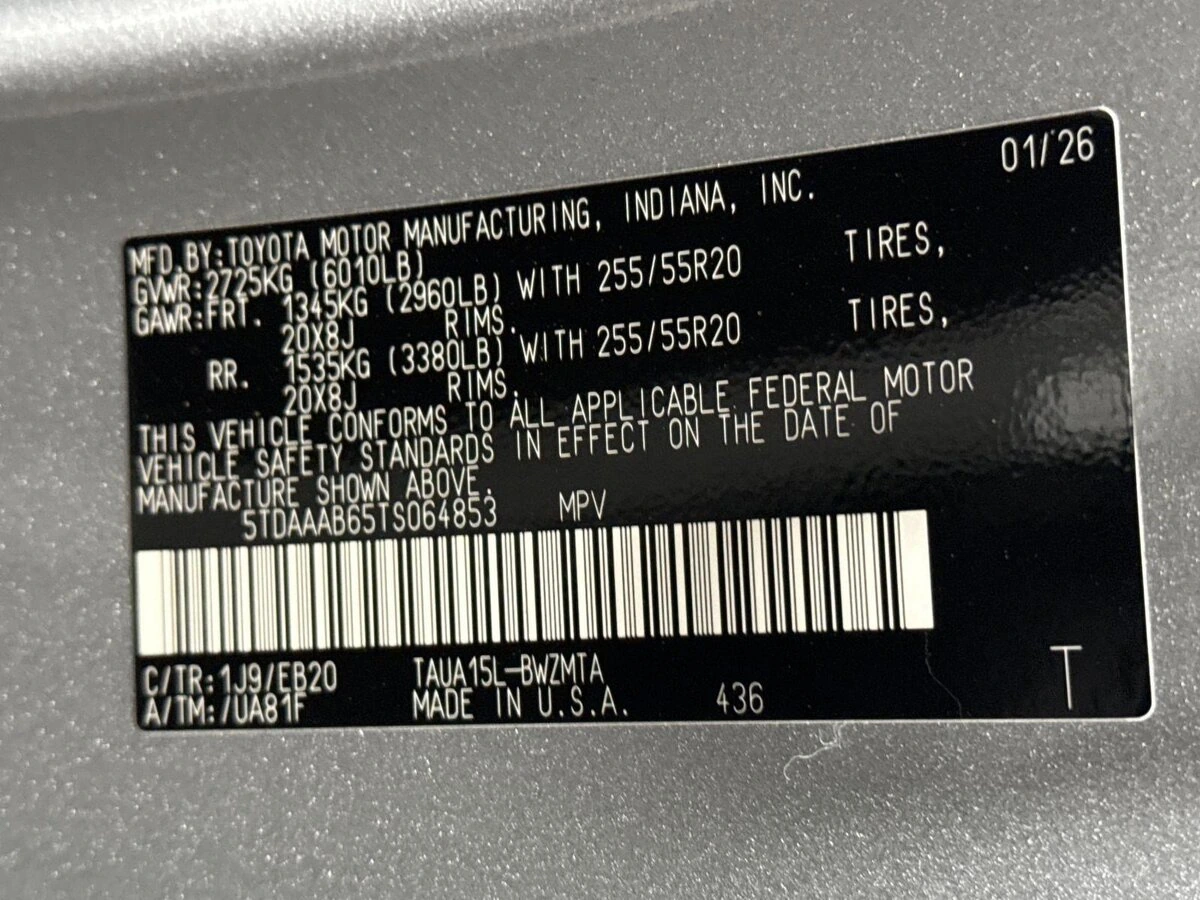 01/26
MFD.BY:TOYOTA MOTOR MANUFACTURING, INDIANA, INC.
GVWR:2725KG (6010LB)
GAWR:FRT. 1345KG (2960LB) WITH 255/55R20 TIRES,
20X8J RIMS.
RR. 1535KG (3380LB) WITH 255/55R20 TIRES,
20X8J RIMS.
THIS VEHICLE CONFORMS TO ALL APPLICABLE FEDERAL MOTOR
VEHICLE SAFETY STANDARDS IN EFFECT ON THE DATE OF
MANUFACTURE SHOWN ABOVE.
5TDAAAB65TS064853 MPV
C/TR:1J9/EB20 TAUA15L-BWZMTA
A/TM:/UA81F MADE IN U.S.A. 436 T